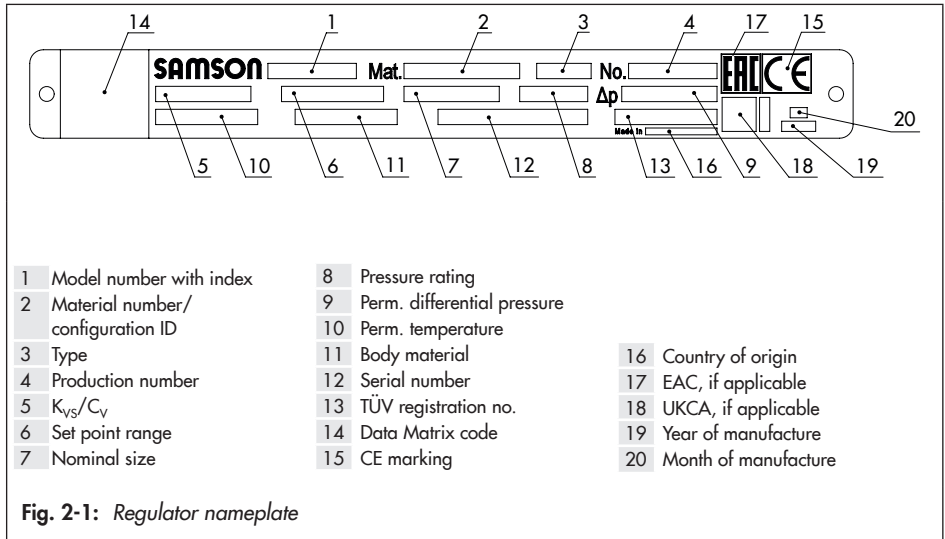 14 1 2 3 4 17 15
SAMSON Mat. No. EAC CE
Δp
Made in
20
5 10 6 11 7 12 8 13 16 9 18 19
1 Model number with index
2 Material number/
configuration ID
3 Type
4 Production number
5 KVS/CV
6 Set point range
7 Nominal size
8 Pressure rating
9 Perm. differential pressure
10 Perm. temperature
11 Body material
12 Serial number
13 TÜV registration no.
14 Data Matrix code
15 CE marking
16 Country of origin
17 EAC, if applicable
18 UKCA, if applicable
19 Year of manufacture
20 Month of manufacture
Fig. 2-1: Regulator nameplate